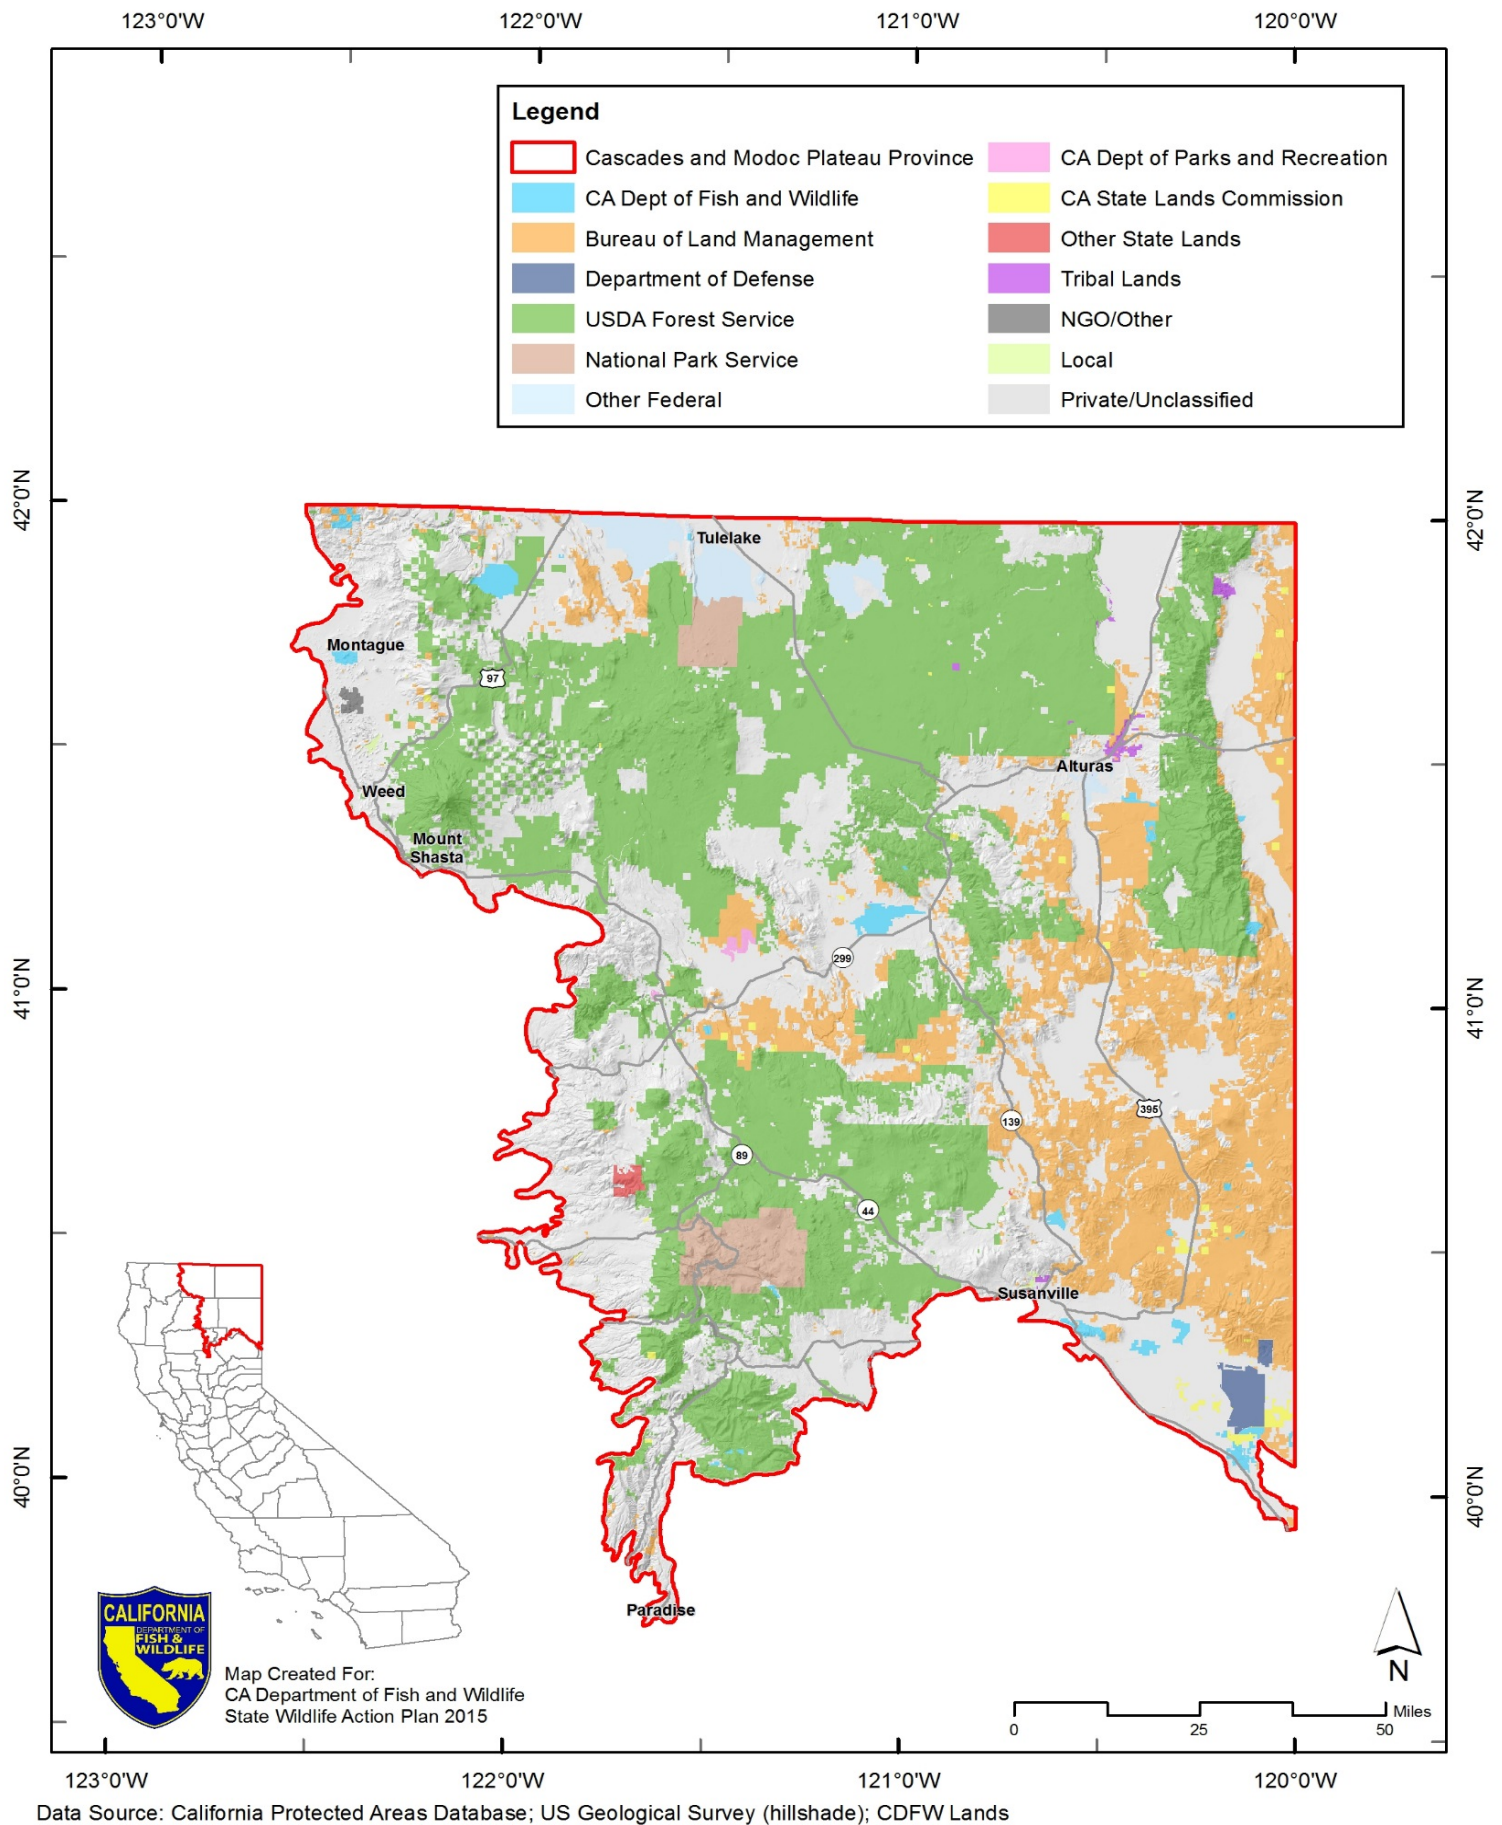 123°0'W 122°0'W 121°0'W 120°0'W
Legend
Cascades and Modoc Plateau Province
CA Dept of Fish and Wildlife
Bureau of Land Management
Department of Defense
USDA Forest Service
National Park Service
Other Federal
CA Dept of Parks and Recreation
CA State Lands Commission
Other State Lands
Tribal Lands
NGO/Other
Local
Private/Unclassified
42°0'N
42°0'N
Tulelake
Montague
97
Alturas
Weed
Mount
Shasta
299
41°0'N
41°0'N
395
139
89
44
Susanville
40°0'N
40°0'N
Paradise
CALIFORNIA
DEPARTMENT OF
FISH &
WILDLIFE
Map Created For:
CA Department of Fish and Wildlife
State Wildlife Action Plan 2015
N
Miles
0 25 50
123°0'W 122°0'W 121°0'W 120°0'W
Data Source: California Protected Areas Database; US Geological Survey (hillshade); CDFW Lands